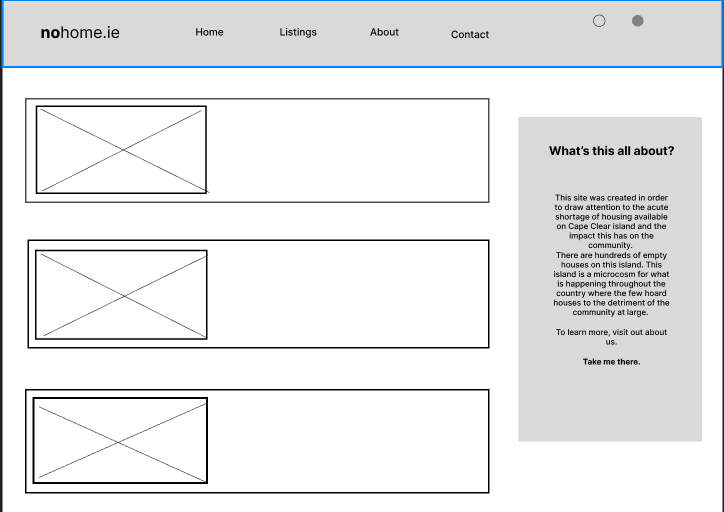 nohome.ie
Home
Listings
About
Contact
What's this all about?
This site was created in order
to draw attention to the acute
shortage of housing available
on Cape Clear island and the
impact this has on the
community.
There are hundreds of empty
houses on this island. This
island is a microcosm for what
is happening throughout the
country where the few hoard
houses to the detriment of the
community at large.
To learn more, visit out about
us.
Take me there.